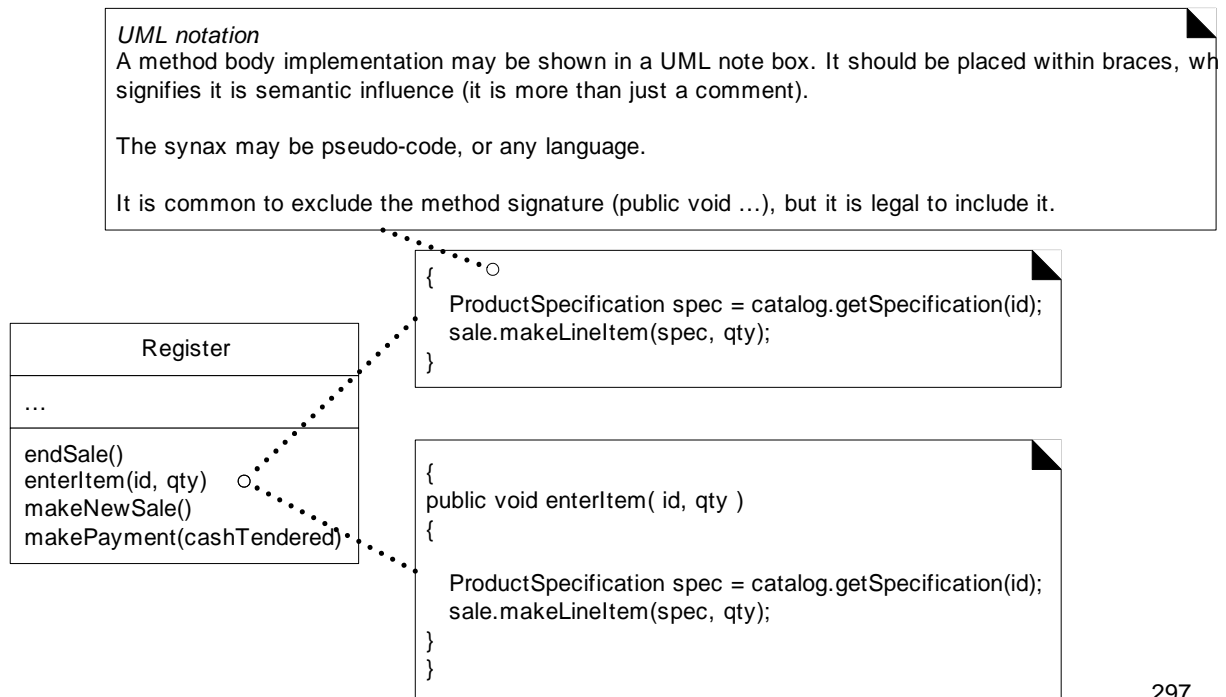 UML notation
A method body implementation may be shown in a UML note box. It should be placed within braces, wh
signifies it is semantic influence (it is more than just a comment).
The synax may be pseudo-code, or any language.
It is common to exclude the method signature (public void …), but it is legal to include it.
{
ProductSpecification spec = catalog.getSpecification(id);
sale.makeLineItem(spec, qty);
}
Register
…
endSale()
enterItem(id, qty)
makeNewSale()
makePayment(cashTendered)
{
public void enterItem( id, qty )
{
ProductSpecification spec = catalog.getSpecification(id);
sale.makeLineItem(spec, qty);
}
}
297